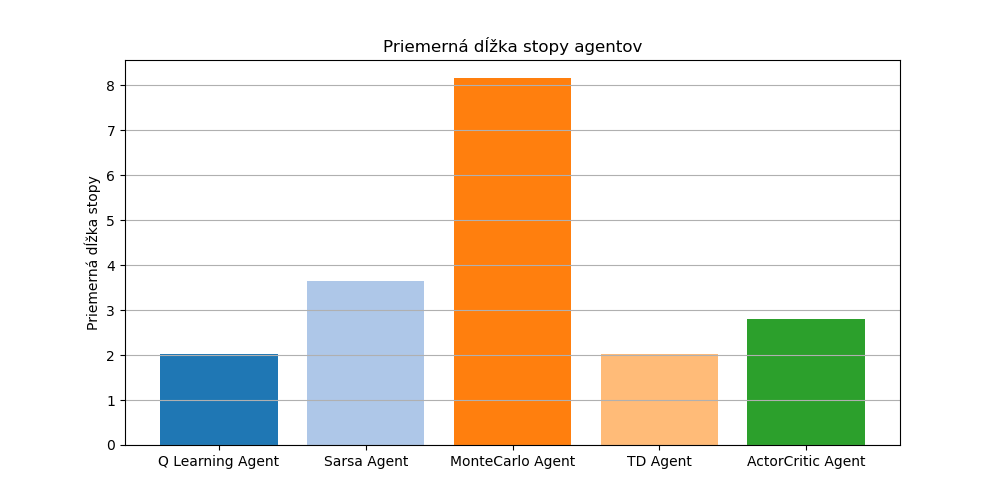 Priemerná dĺžka stopy agentov
Priemerná dĺžka stopy
8
7
6
5
4
3
2
1
0
Q Learning Agent
Sarsa Agent
MonteCarlo Agent
TD Agent
ActorCritic Agent